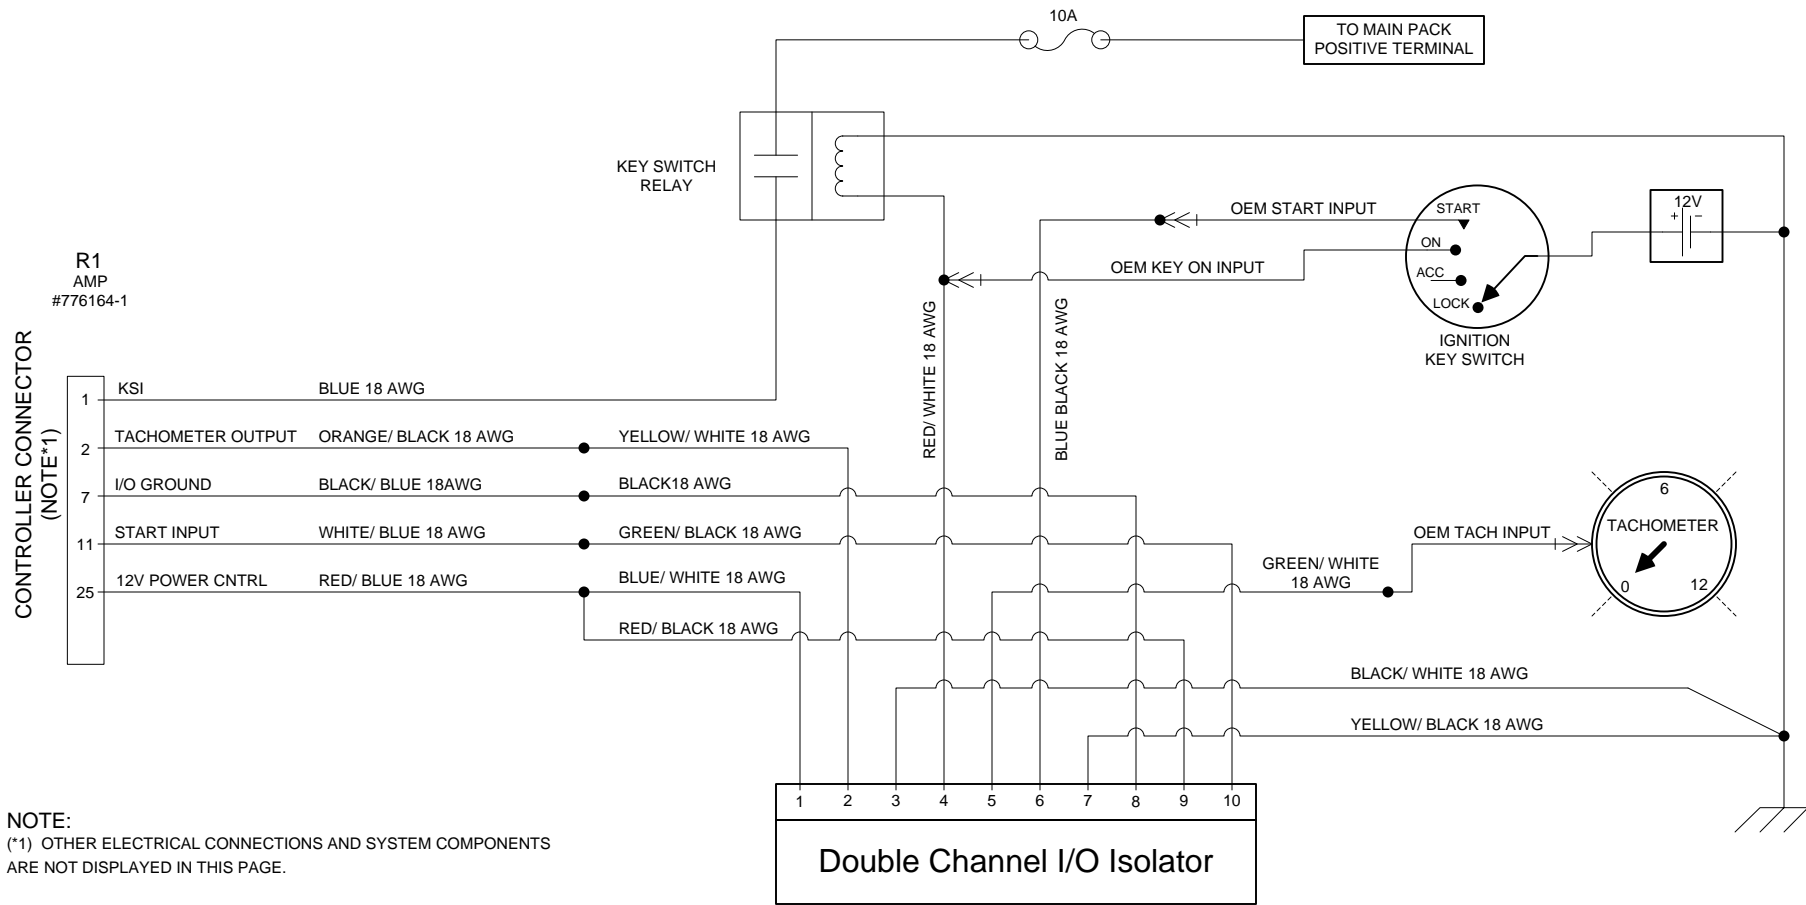 10A
TO MAIN PACK
POSITIVE TERMINAL
KEY SWITCH
RELAY
OEM START INPUT
START
ON
ACC
LOCK
12V
+ −
OEM KEY ON INPUT
IGNITION
KEY SWITCH
R1
AMP
#776164-1
CONTROLLER CONNECTOR
(NOTE*1)
RED/ WHITE 18 AWG
BLUE BLACK 18 AWG
1 KSI BLUE 18 AWG
2 TACHOMETER OUTPUT ORANGE/ BLACK 18 AWG YELLOW/ WHITE 18 AWG
7 I/O GROUND BLACK/ BLUE 18AWG BLACK18 AWG
11 START INPUT WHITE/ BLUE 18 AWG GREEN/ BLACK 18 AWG
25 12V POWER CNTRL RED/ BLUE 18 AWG BLUE/ WHITE 18 AWG
RED/ BLACK 18 AWG
OEM TACH INPUT
GREEN/ WHITE
18 AWG
6
TACHOMETER
0 12
BLACK/ WHITE 18 AWG
YELLOW/ BLACK 18 AWG
1 2 3 4 5 6 7 8 9 10
Double Channel I/O Isolator
NOTE:
(*1) OTHER ELECTRICAL CONNECTIONS AND SYSTEM COMPONENTS
ARE NOT DISPLAYED IN THIS PAGE.